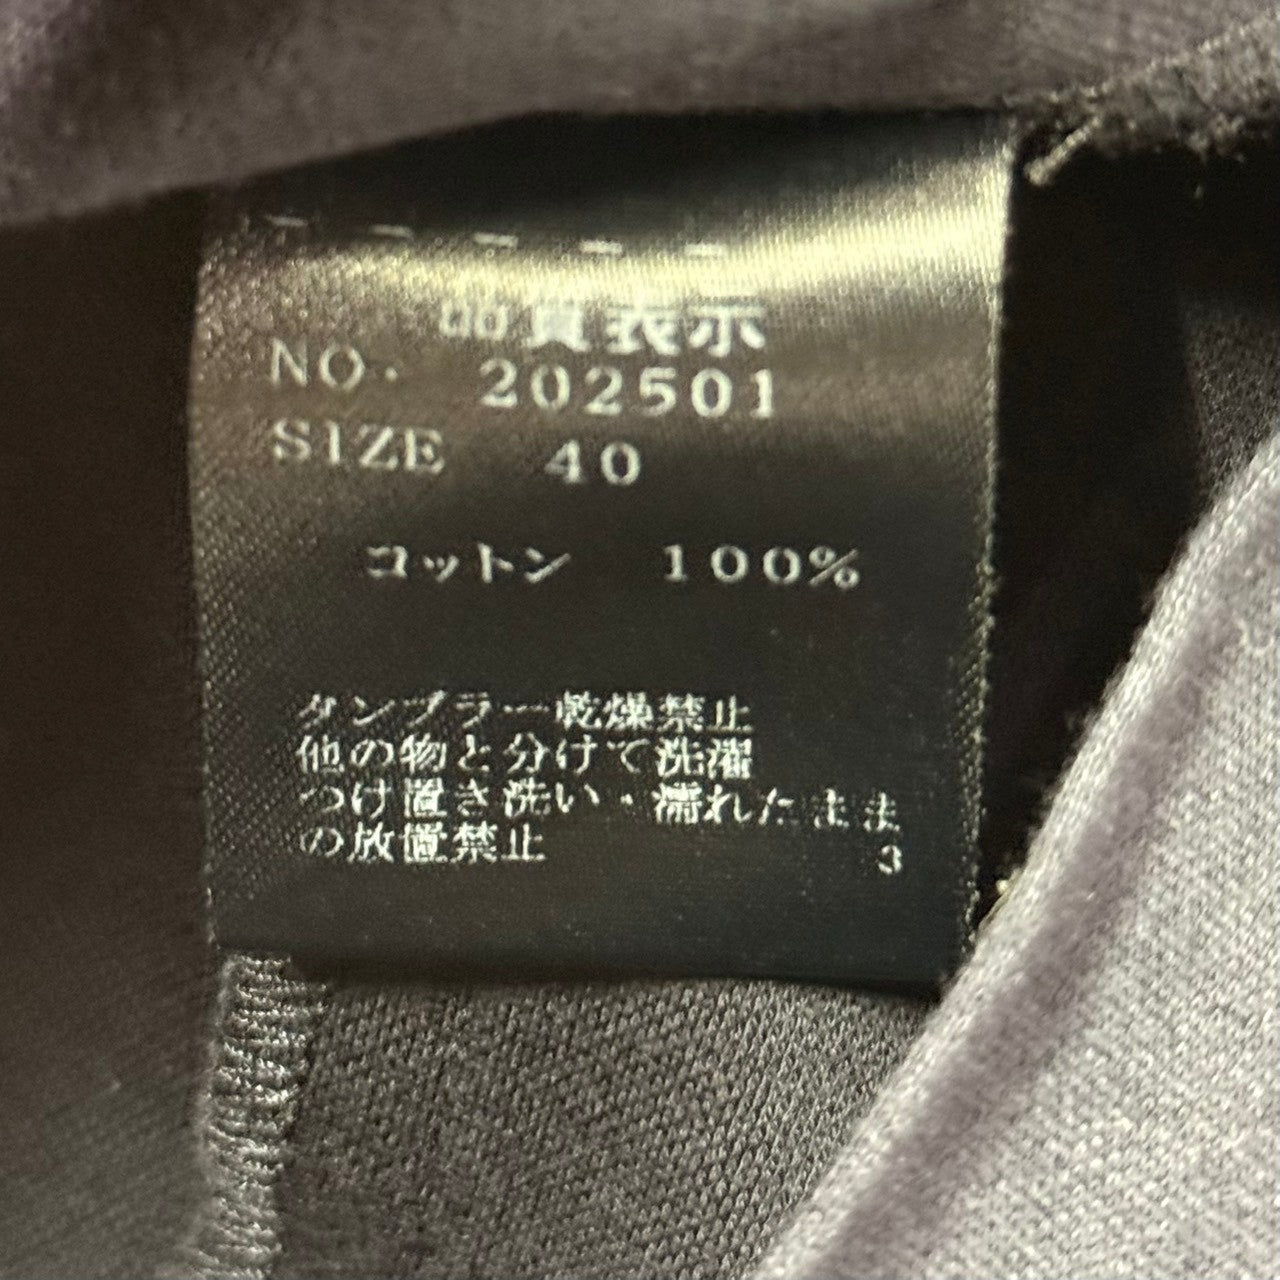 品質表示
NO. 202501
SIZE 40
コットン 100%
タンブラー乾燥禁止
他の物と分けて洗濯
つけ置き洗い・濡れたまま
の放置禁止 3